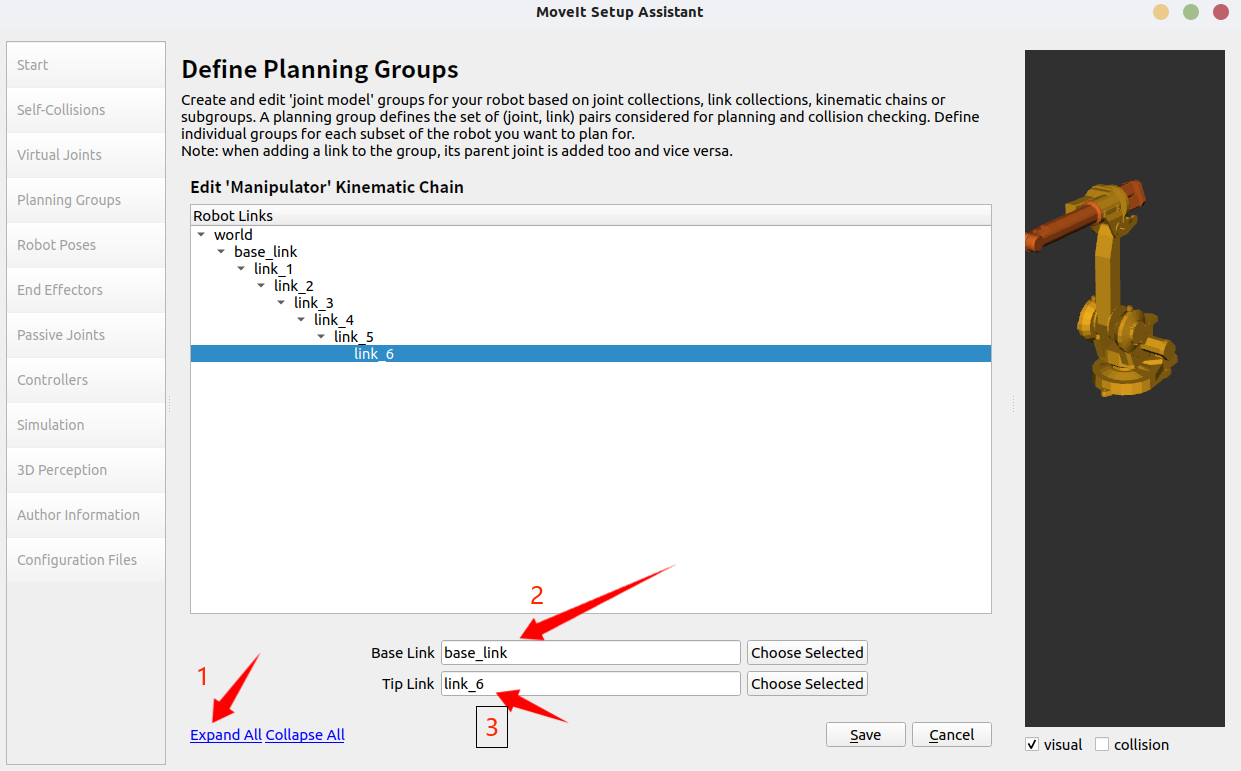 MoveIt Setup Assistant
Start
Self-Collisions
Virtual Joints
Planning Groups
Robot Poses
End Effectors
Passive Joints
Controllers
Simulation
3D Perception
Author Information
Configuration Files
Define Planning Groups
Create and edit 'joint model' groups for your robot based on joint collections, link collections, kinematic chains or
subgroups. A planning group defines the set of (joint, link) pairs considered for planning and collision checking. Define
individual groups for each subset of the robot you want to plan for.
Note: when adding a link to the group, its parent joint is added too and vice versa.
Edit 'Manipulator' Kinematic Chain
Robot Links
world
base_link
link_1
link_2
link_3
link_4
link_5
link_6
2
Base Link base_link Choose Selected
1
Tip Link link_6 Choose Selected
3
Expand All Collapse All
Save Cancel
visual collision